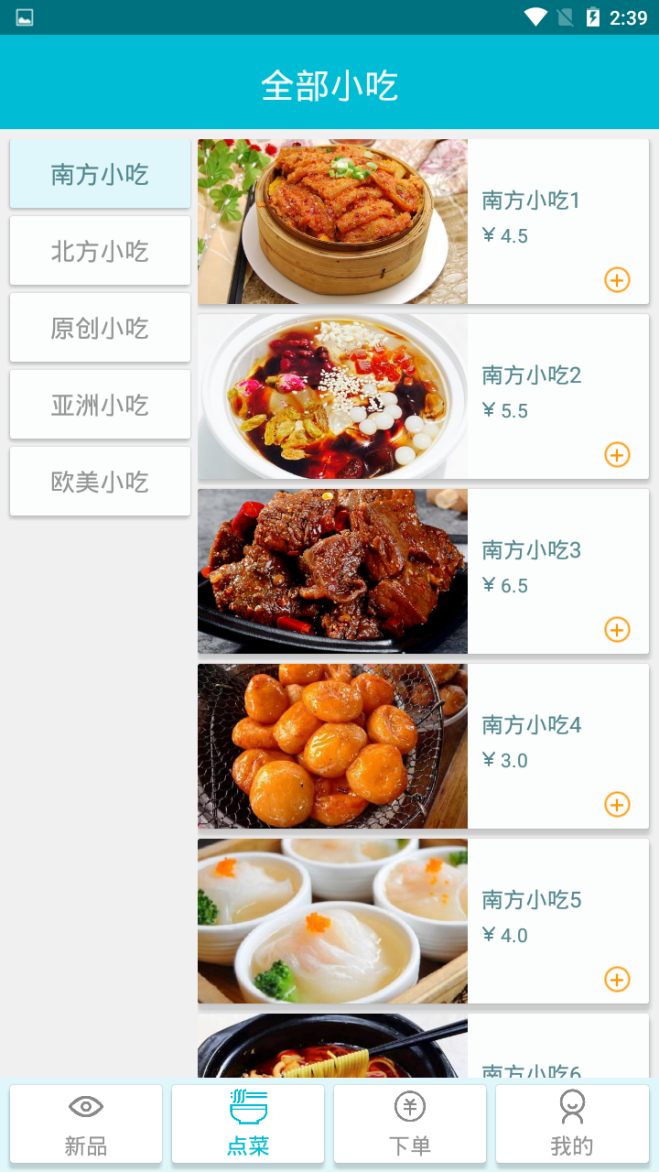 2:39
全部小吃
南方小吃
北方小吃
原创小吃
亚洲小吃
欧美小吃
南方小吃1
¥ 4.5
南方小吃2
¥ 5.5
南方小吃3
¥ 6.5
南方小吃4
¥ 3.0
南方小吃5
¥ 4.0
南方小吃6
新品
点菜
下单
我的